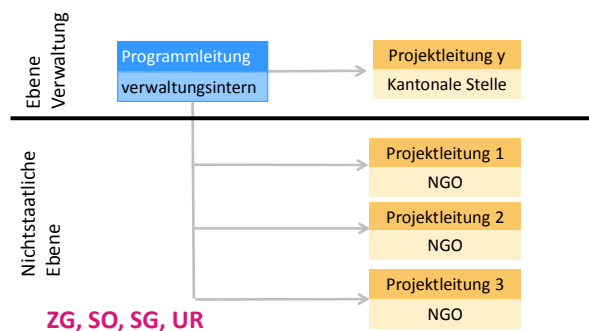 Ebene
Verwaltung
Programmleitung
verwaltungsintern
Projektleitung y
Kantonale Stelle
Nichtstaatliche
Ebene
Projektleitung 1
NGO
Projektleitung 2
NGO
Projektleitung 3
NGO
ZG, SO, SG, UR